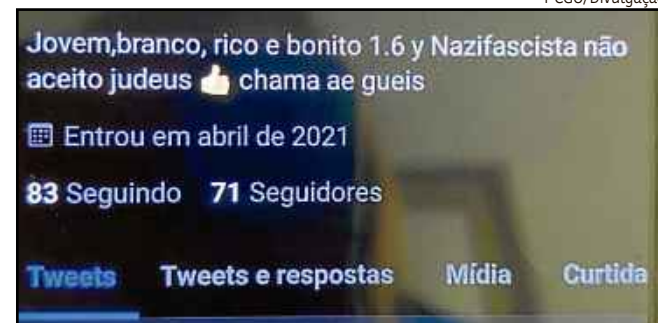 Jovem,branco, rico e bonito 1.6 y Nazifascista não
aceito judeus 👍 chama ae gueis
Entrou em abril de 2021
83 Seguindo 71 Seguidores
Tweets Tweets e respostas Mídia Curtida